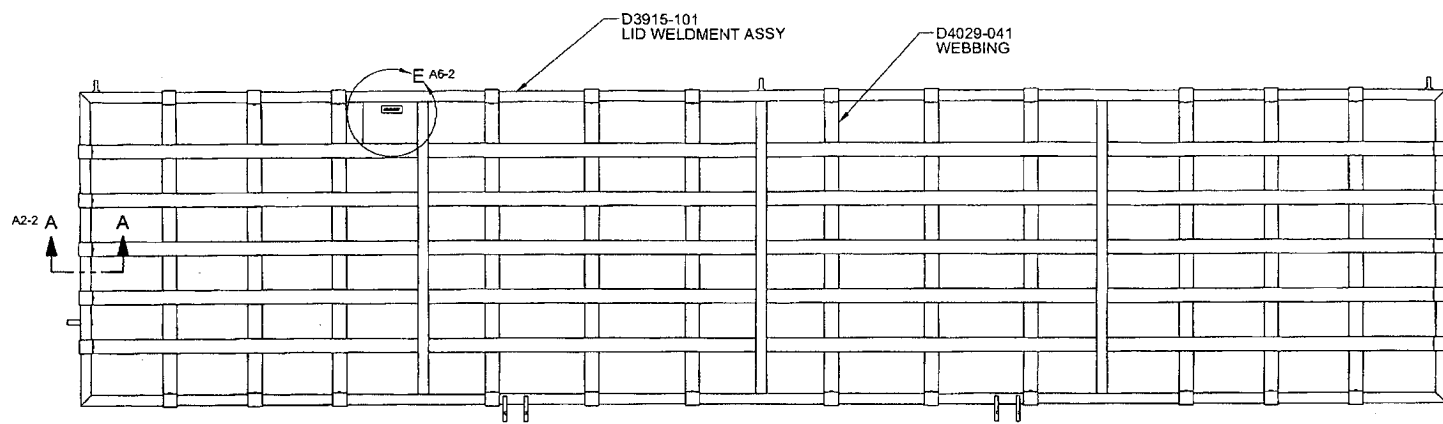 D3915-101
LID WELDMENT ASSY
D4029-041
WEBBING
E A6-2
A2-2 A A